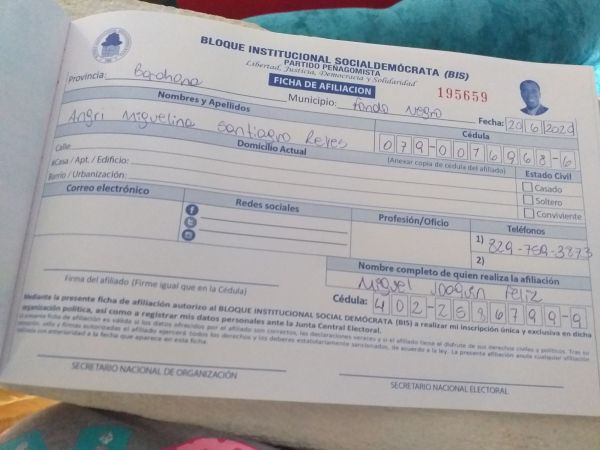 BLOQUE INSTITUCIONAL SOCIALDEMÓCRATA (BIS)
PARTIDO PEÑAGOMISTA
Libertad, Justicia, Democracia y Solidaridad
FICHA DE AFILIACION
195659
Provincia: Barahona Municipio: Fondo Negro Fecha: 20 6 2024
Nombres y Apellidos
Cédula
Angri Miguelina Santiagro Reyes
079-0076968-6
Domicilio Actual
(Anexar copia de cédula del afiliado)
Estado Civil
Calle
#Casa / Apt. / Edificio:
Barrio / Urbanización:
Casado
Soltero
Conviviente
Correo electrónico
Redes sociales
Profesión/Oficio
Teléfonos
1) 829-769-3873
2)
Nombre completo de quien realiza la afiliación
Miguel Joaquin Feliz
Firma del afiliado (Firme igual que en la Cédula)
Cédula: 402-2536799-9
Mediante la presente ficha de afiliación autorizo al BLOQUE INSTITUCIONAL SOCIAL DEMÓCRATA (BIS) a realizar mi inscripción única y exclusiva en dicha
organización política, así como a registrar mis datos personales ante la Junta Central Electoral.
SECRETARIO NACIONAL DE ORGANIZACIÓN
SECRETARIO NACIONAL ELECTORAL